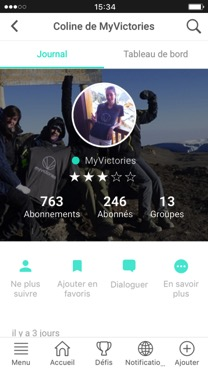 15:34
Coline de MyVictories
Journal Tableau de bord
MyVictories
763 246 13
Abonnements Abonnés Groupes
Ne plus suivre
Ajouter en favoris
Dialoguer
En savoir plus
il y a 3 jours
Menu Accueil Défis Notificatio... Ajouter